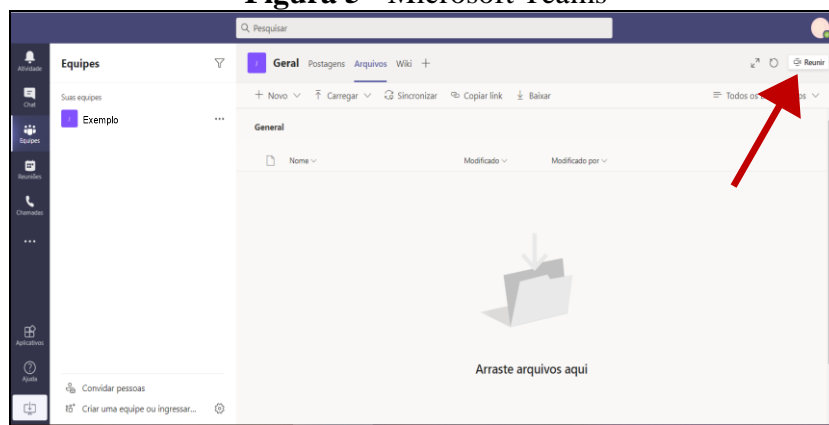 Figura 3 - Microsoft Teams
Pesquisar
Atividade
Chat
Equipes
Reuniões
Chamadas
Aplicativos
Ajuda
Equipes
Suas equipes
Exemplo
Convidar pessoas
Criar uma equipe ou ingressar...
Geral Postagens Arquivos Wiki
Reunir
Novo Carregar Sincronizar Copiar link Baixar
Todos os
General
Nome Modificado Modificado por
Arraste arquivos aqui